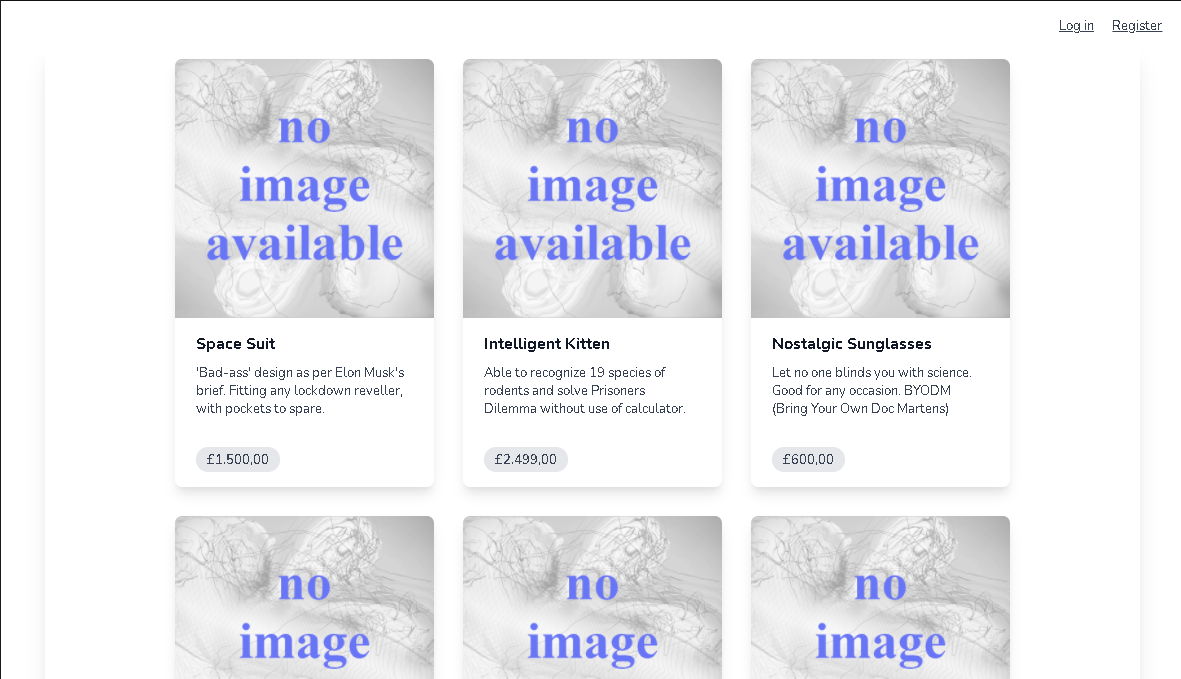 Log in Register
no
image
available
no
image
available
no
image
available
Space Suit
'Bad-ass' design as per Elon Musk's
brief. Fitting any lockdown reveller,
with pockets to spare.
£1.500,00
Intelligent Kitten
Able to recognize 19 species of
rodents and solve Prisoners
Dilemma without use of calculator.
£2.499,00
Nostalgic Sunglasses
Let no one blinds you with science.
Good for any occasion. BYODM
(Bring Your Own Doc Martens)
£600,00
no
image
no
image
no
image